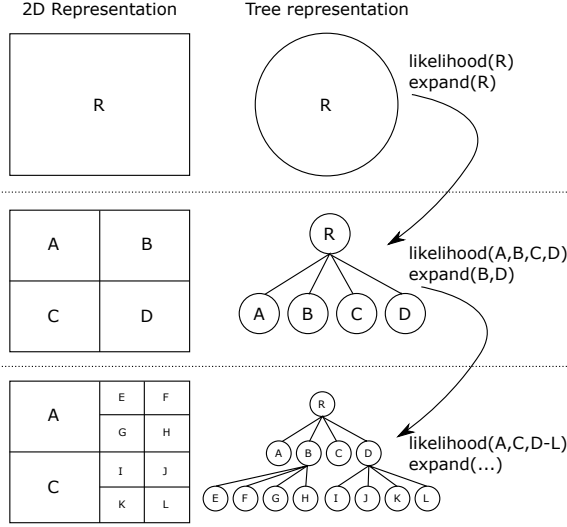 2D Representation
Tree representation
R
R
likelihood(R)
expand(R)
A B
C D
R
A B C D
likelihood(A,B,C,D)
expand(B,D)
A
E F
G H
C
I J
K L
R
A B C D
E F G H I J K L
likelihood(A,C,D-L)
expand(...)